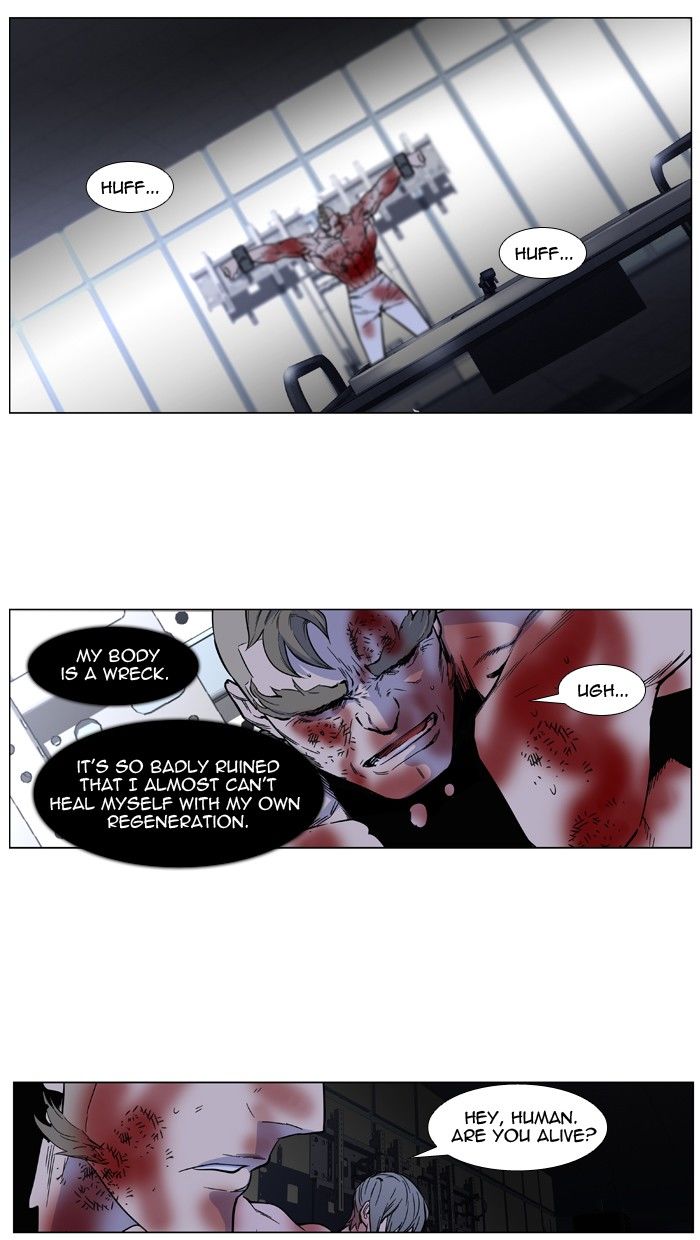 HUFF...
HUFF...
MY BODY
IS A WRECK.
UGH...
IT'S SO BADLY RUINED
THAT I ALMOST CAN'T
HEAL MYSELF WITH MY OWN
REGENERATION.
HEY, HUMAN.
ARE YOU ALIVE?